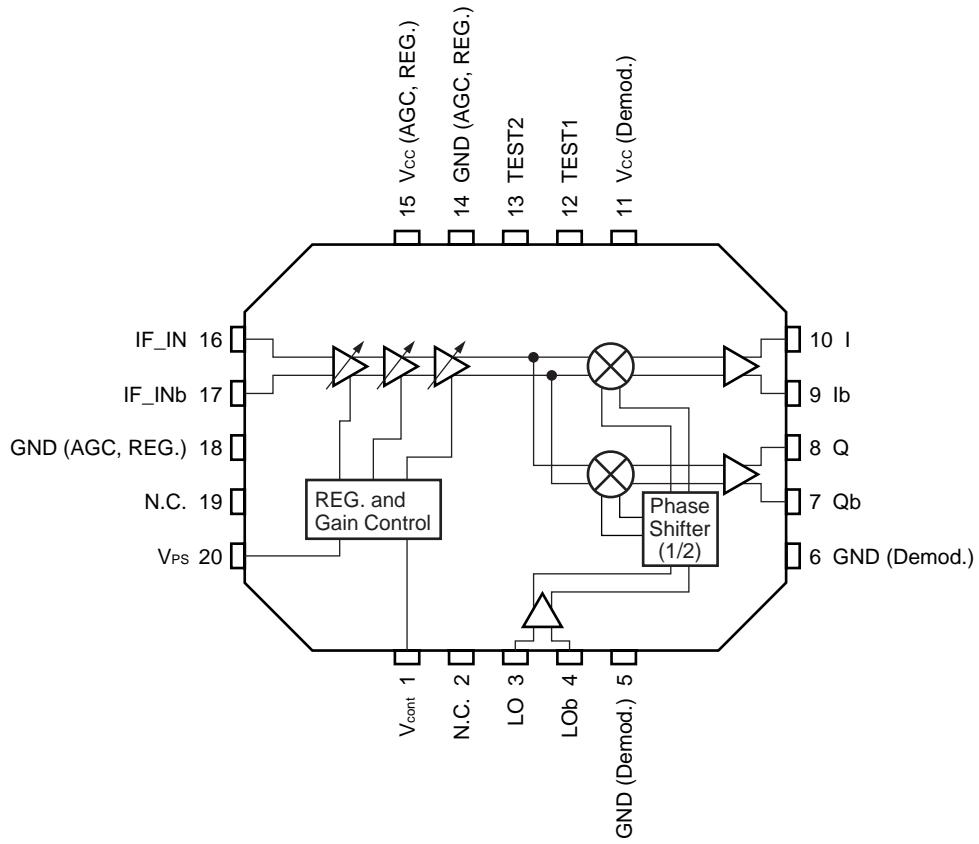 15 Vcc (AGC, REG.)
14 GND (AGC, REG.)
13 TEST2
12 TEST1
11 Vcc (Demod.)
IF_IN 16
IF_INb 17
GND (AGC, REG.) 18
N.C. 19
VPS 20
REG. and
Gain Control
Phase
Shifter
(1/2)
10 I
9 Ib
8 Q
7 Qb
6 GND (Demod.)
Vcont 1
N.C. 2
LO 3
LOb 4
GND (Demod.) 5